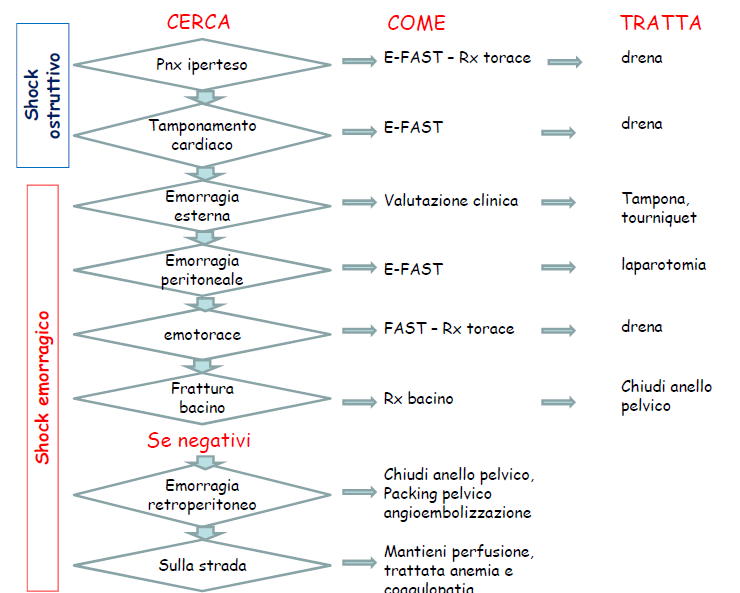 CERCA COME TRATTA
Shock
ostruttivo
Pnx iperteso
E-FAST – Rx torace
drena
Tamponamento
cardiaco
E-FAST
drena
Shock emorragico
Emorragia
esterna
Valutazione clinica
Tampona,
tourniquet
Emorragia
peritoneale
E-FAST
laparotomia
emotorace
FAST – Rx torace
drena
Frattura
bacino
Rx bacino
Chiudi anello
pelvico
Se negativi
Emorragia
retroperitoneo
Chiudi anello pelvico,
Packing pelvico
angioembolizzazione
Sulla strada
Mantieni perfusione,
trattata anemia e
coagulopatia